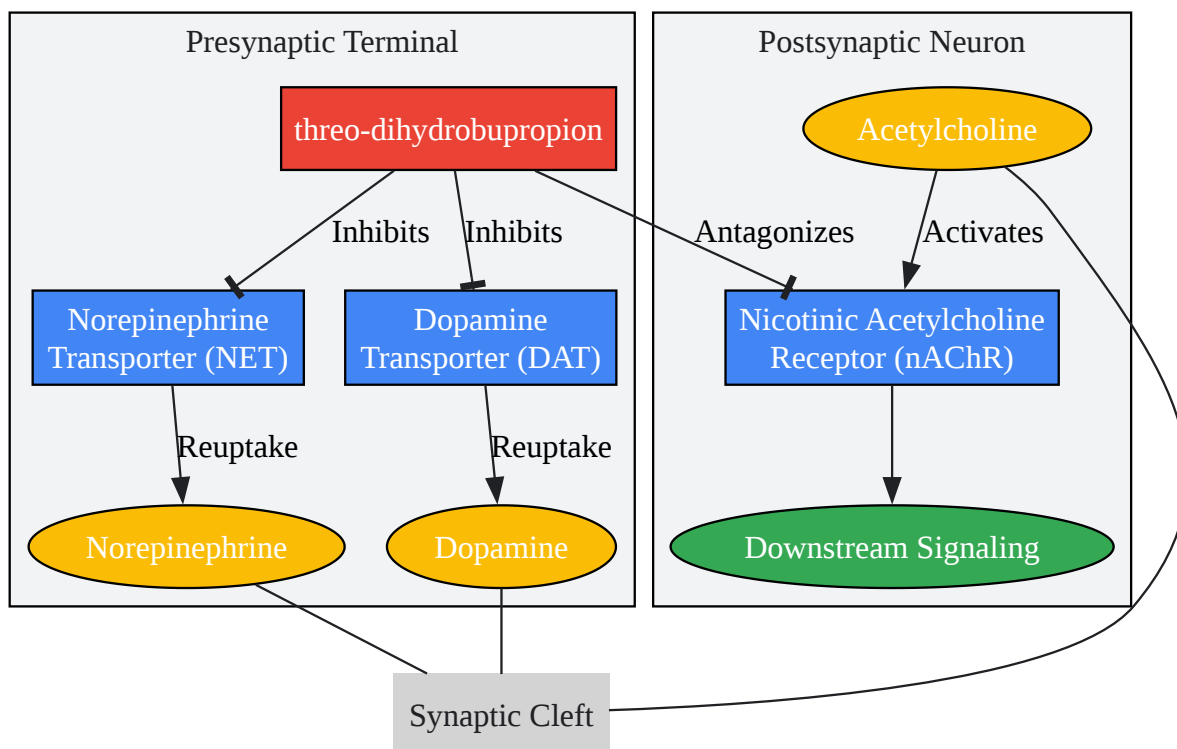 Presynaptic Terminal
Postsynaptic Neuron
threo-dihydrobupropion
Acetylcholine
Inhibits
Inhibits
Antagonizes
Activates
Norepinephrine
Transporter (NET)
Dopamine
Transporter (DAT)
Nicotinic Acetylcholine
Receptor (nAChR)
Reuptake
Reuptake
Norepinephrine
Dopamine
Downstream Signaling
Synaptic Cleft